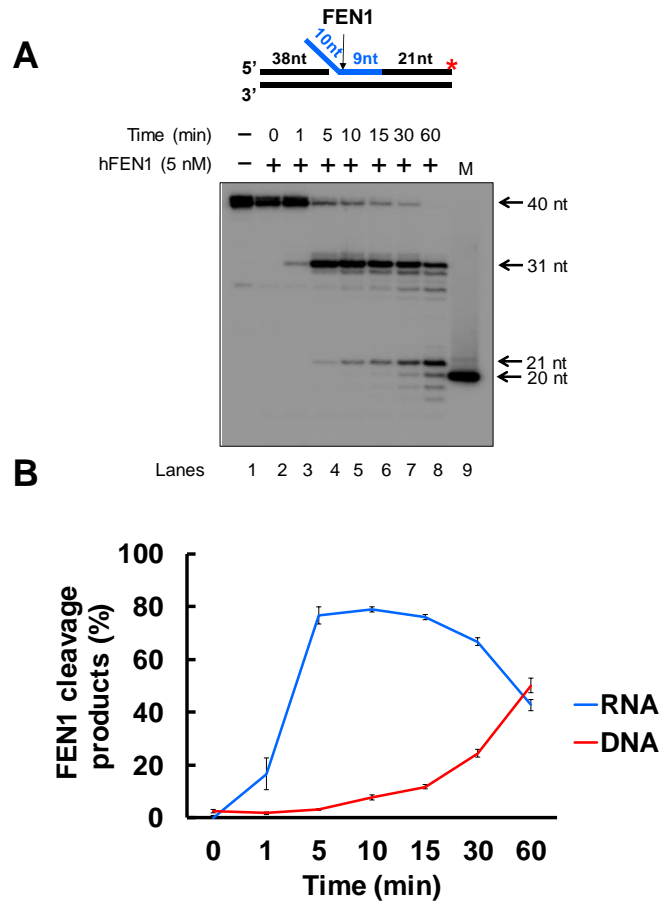 FEN1
A
10nt
38nt 9nt 21nt *
5’
3’
Time (min) – 0 1 5 10 15 30 60
hFEN1 (5 nM) – + + + + + + + M
40 nt
31 nt
21 nt
20 nt
Lanes 1 2 3 4 5 6 7 8 9
B
100
80
60
40
20
0
FEN1 cleavage
products (%)
RNA
DNA
0 1 5 10 15 30 60
Time (min)